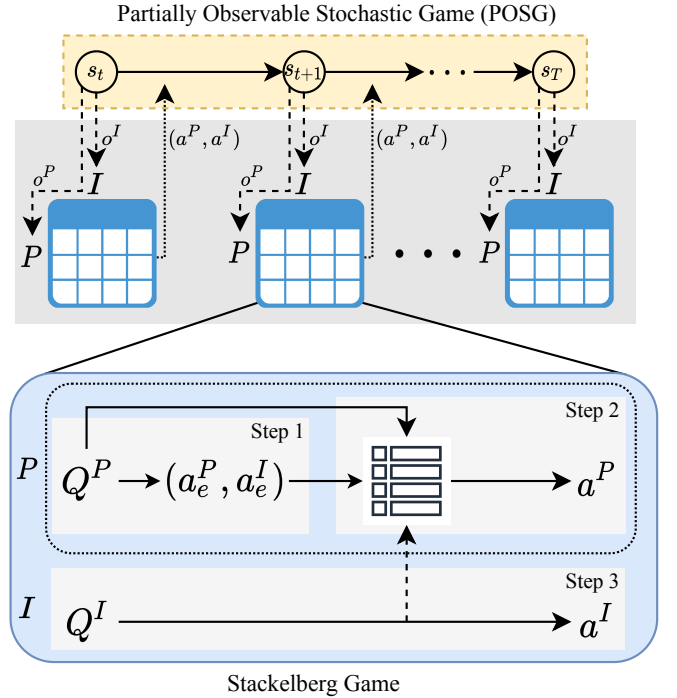 Partially Observable Stochastic Game (POSG)
s_t s_{t+1} ... s_T
o^I (a^P, a^I) o^I (a^P, a^I) o^I
o^P I o^P I o^P I
P P ... P
Step 2
Step 1
P Q^P (a_e^P, a_e^I) a^P
Step 3
I Q^I a^I
Stackelberg Game